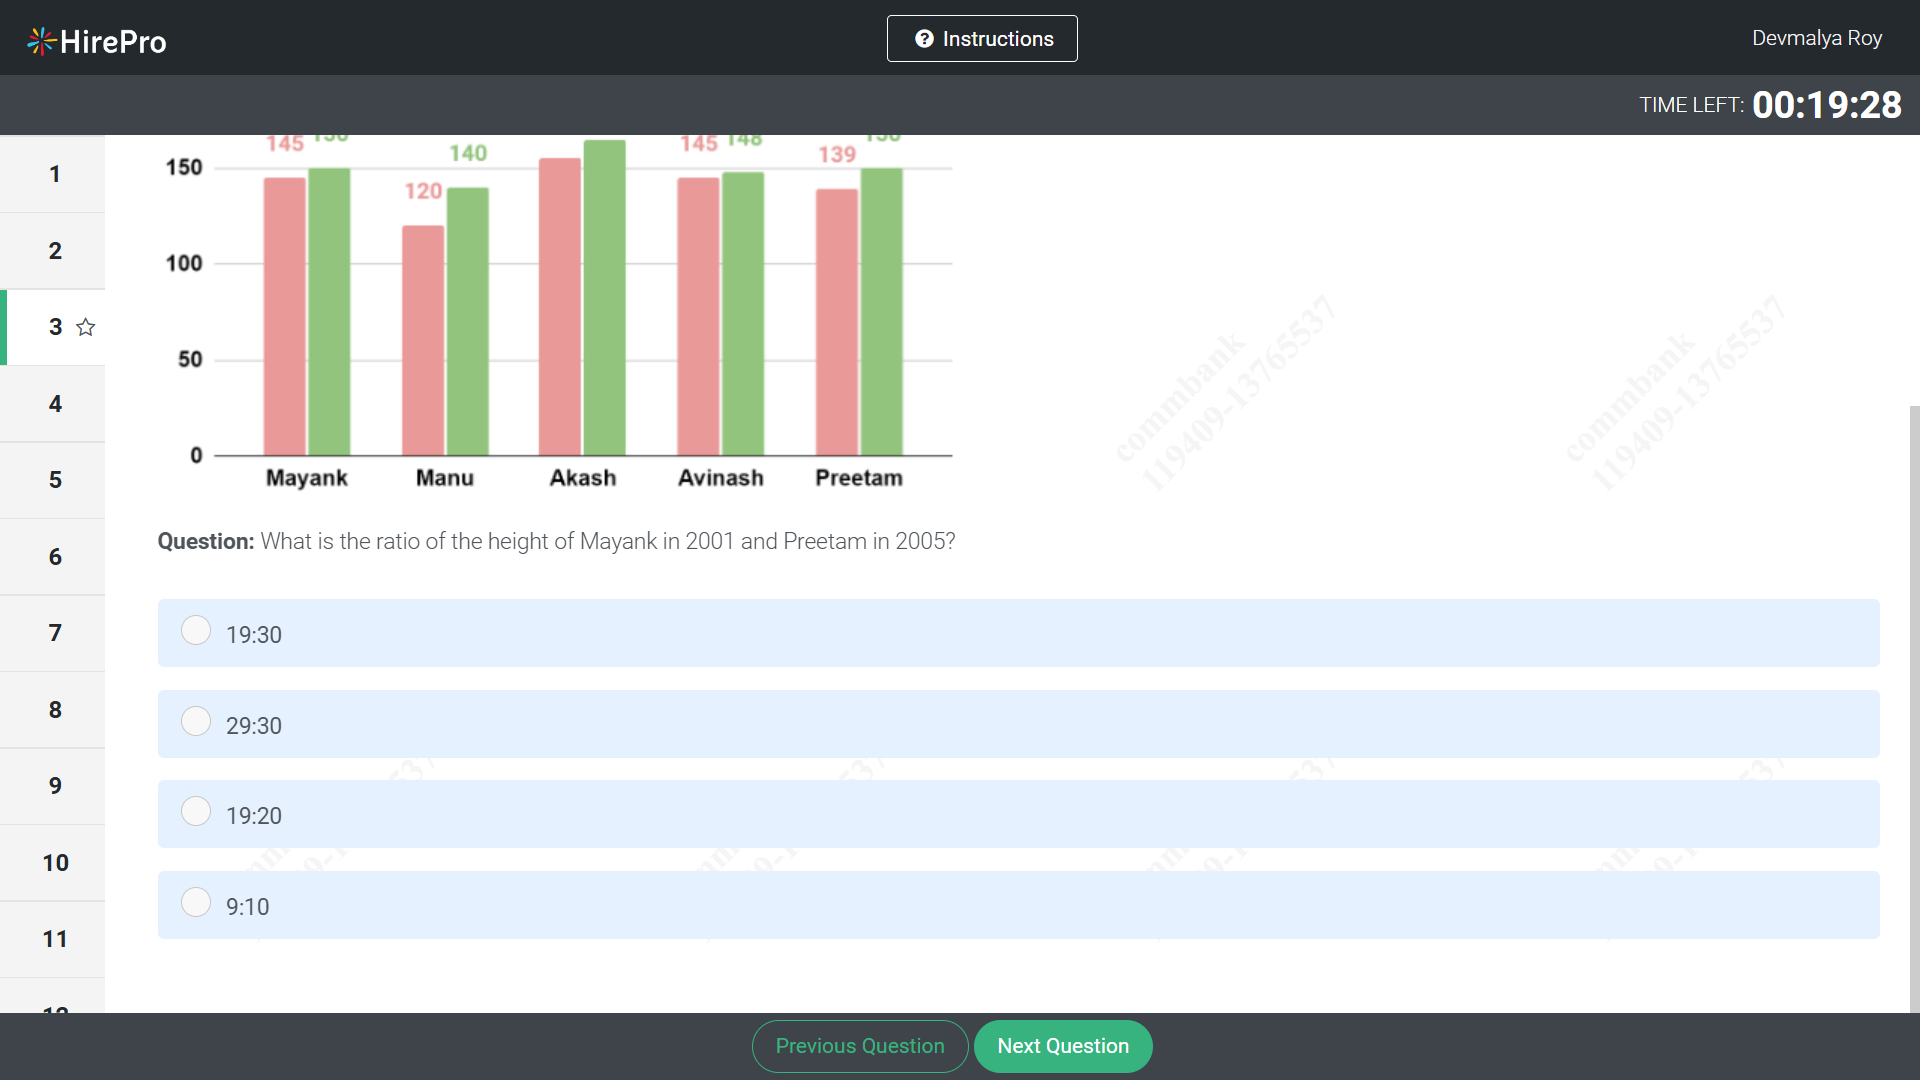 HirePro
Instructions
Devmalya Roy
TIME LEFT: 00:19:28
1
2
3
4
5
6
7
8
9
10
11
12
145 150
140
120
145 148
139 150
150
100
50
0
Mayank Manu Akash Avinash Preetam
commbank
119409-13765537
commbank
119409-13765537
Question: What is the ratio of the height of Mayank in 2001 and Preetam in 2005?
19:30
29:30
19:20
9:10
Previous Question
Next Question